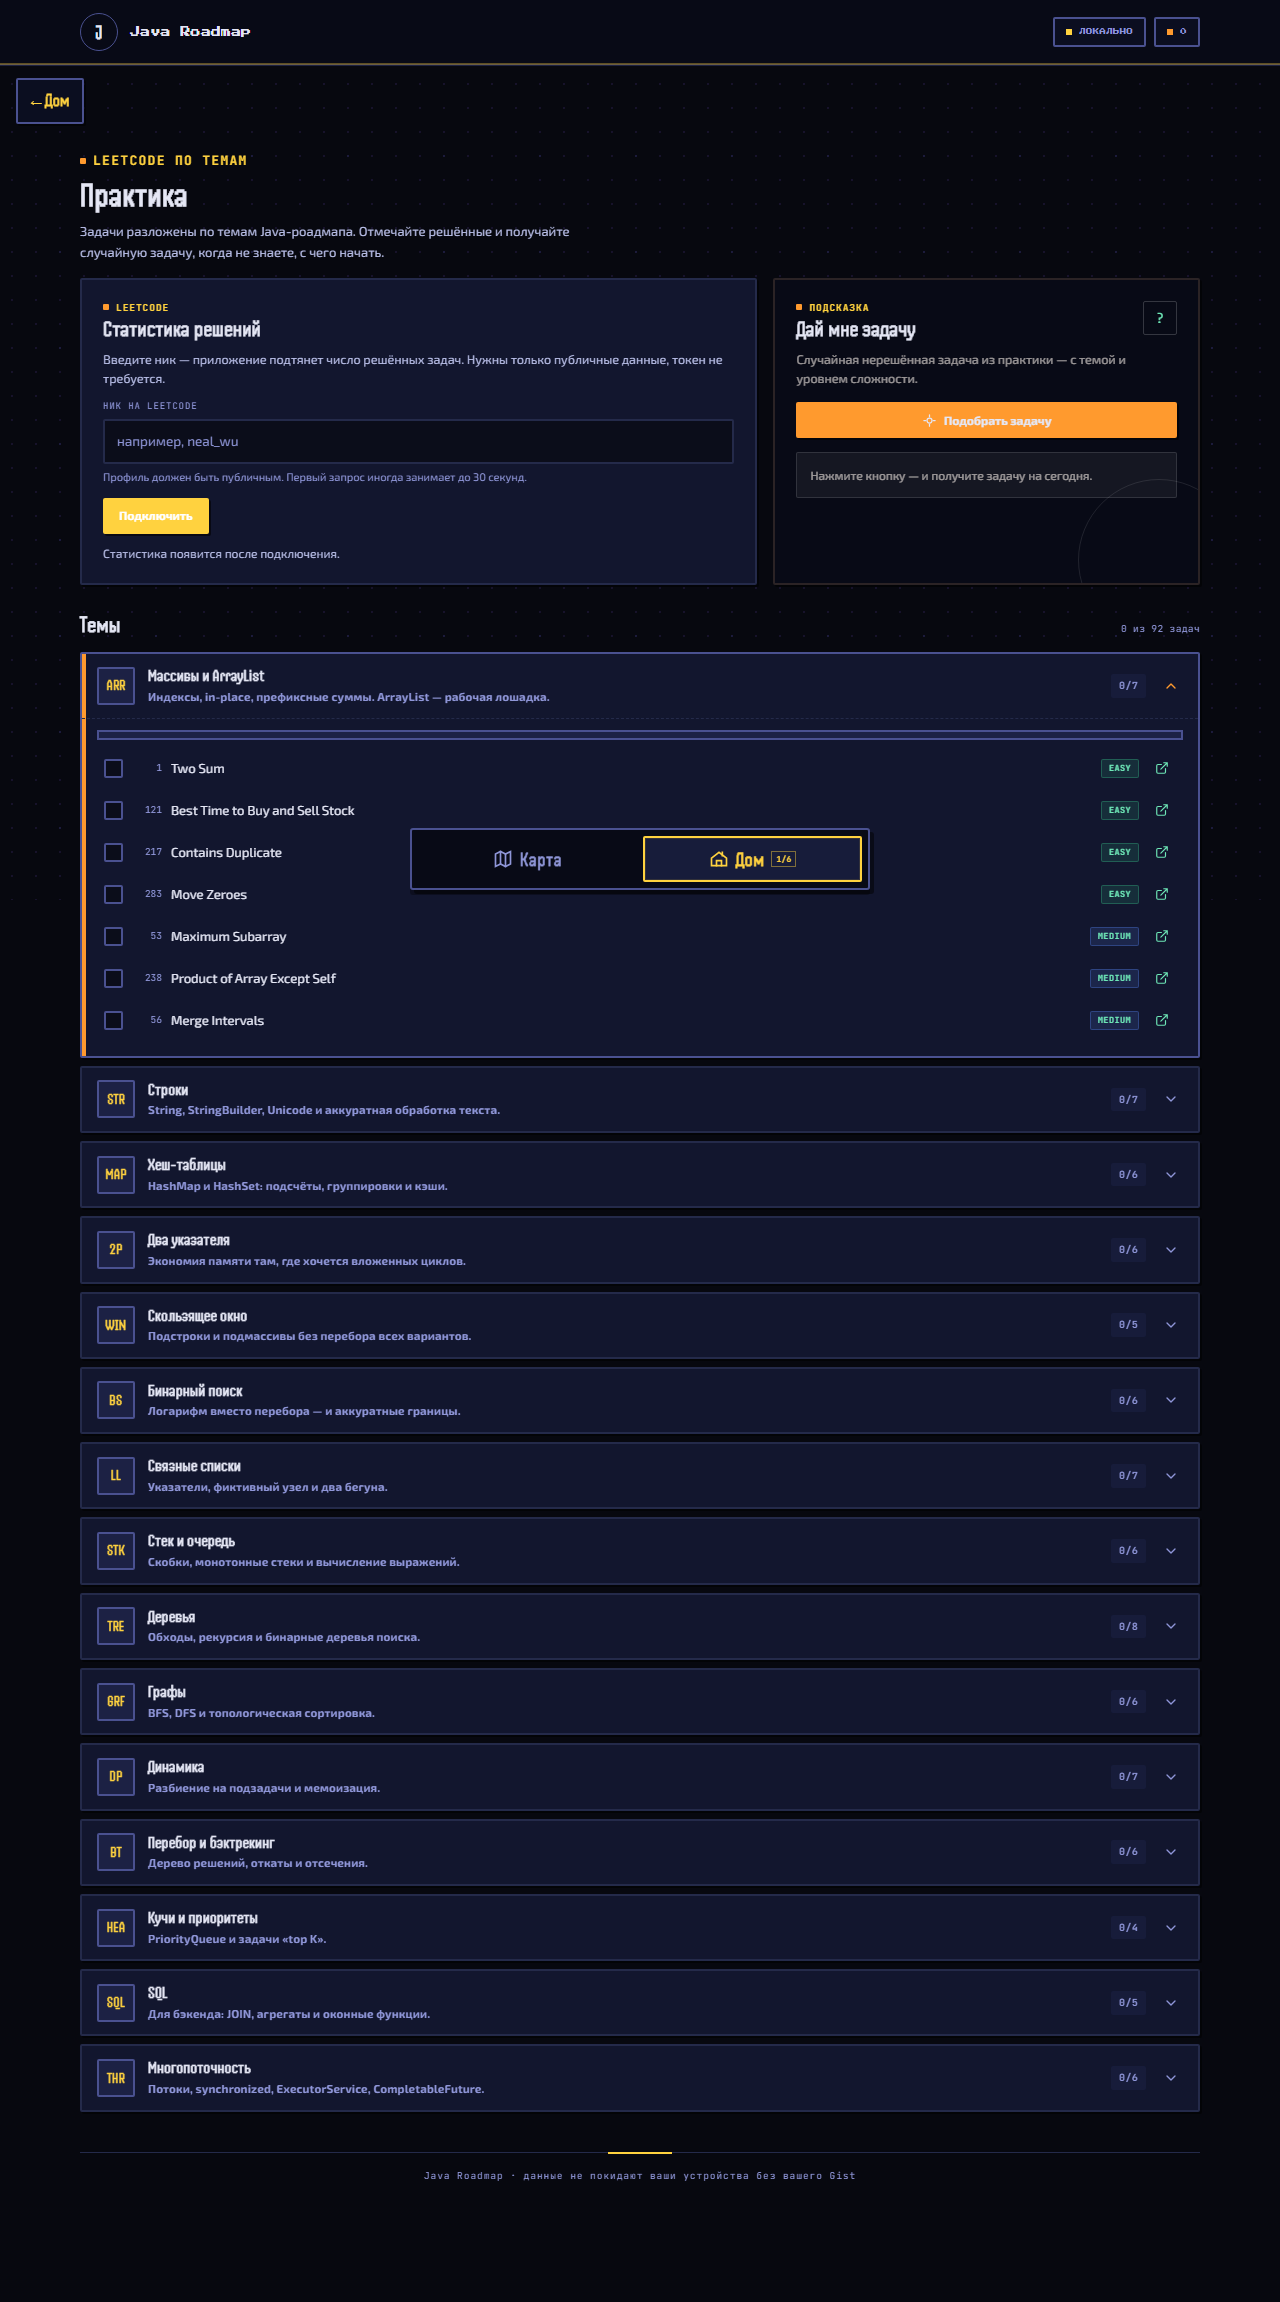 J Java Roadmap
ЛОКАЛЬНО
0
←Дом
LEETCODE ПО ТЕМАМ
Практика
Задачи разложены по темам Java-роадмапа. Отмечайте решённые и получайте
случайную задачу, когда не знаете, с чего начать.
LEETCODE
Статистика решений
Введите ник — приложение подтянет число решённых задач. Нужны только публичные данные, токен не
требуется.
НИК НА LEETCODE
например, neal_wu
Профиль должен быть публичным. Первый запрос иногда занимает до 30 секунд.
Подключить
Статистика появится после подключения.
ПОДСКАЗКА
Дай мне задачу
?
Случайная нерешённая задача из практики — с темой и
уровнем сложности.
Подобрать задачу
Нажмите кнопку — и получите задачу на сегодня.
Темы
0 из 92 задач
ARR
Массивы и ArrayList
Индексы, in-place, префиксные суммы. ArrayList — рабочая лошадка.
0/7
1 Two Sum EASY
121 Best Time to Buy and Sell Stock EASY
217 Contains Duplicate EASY
Карта
Дом 1/6
283 Move Zeroes EASY
53 Maximum Subarray MEDIUM
238 Product of Array Except Self MEDIUM
56 Merge Intervals MEDIUM
STR
Строки
String, StringBuilder, Unicode и аккуратная обработка текста.
0/7
MAP
Хеш-таблицы
HashMap и HashSet: подсчёты, группировки и кэши.
0/6
2P
Два указателя
Экономия памяти там, где хочется вложенных циклов.
0/6
WIN
Скользящее окно
Подстроки и подмассивы без перебора всех вариантов.
0/5
BS
Бинарный поиск
Логарифм вместо перебора — и аккуратные границы.
0/6
LL
Связные списки
Указатели, фиктивный узел и два бегуна.
0/7
STK
Стек и очередь
Скобки, монотонные стеки и вычисление выражений.
0/6
TRE
Деревья
Обходы, рекурсия и бинарные деревья поиска.
0/8
GRF
Графы
BFS, DFS и топологическая сортировка.
0/6
DP
Динамика
Разбиение на подзадачи и мемоизация.
0/7
BT
Перебор и бэктрекинг
Дерево решений, откаты и отсечения.
0/6
HEA
Кучи и приоритеты
PriorityQueue и задачи «top K».
0/4
SQL
SQL
Для бэкенда: JOIN, агрегаты и оконные функции.
0/5
THR
Многопоточность
Потоки, synchronized, ExecutorService, CompletableFuture.
0/6
Java Roadmap · данные не покидают ваши устройства без вашего Gist